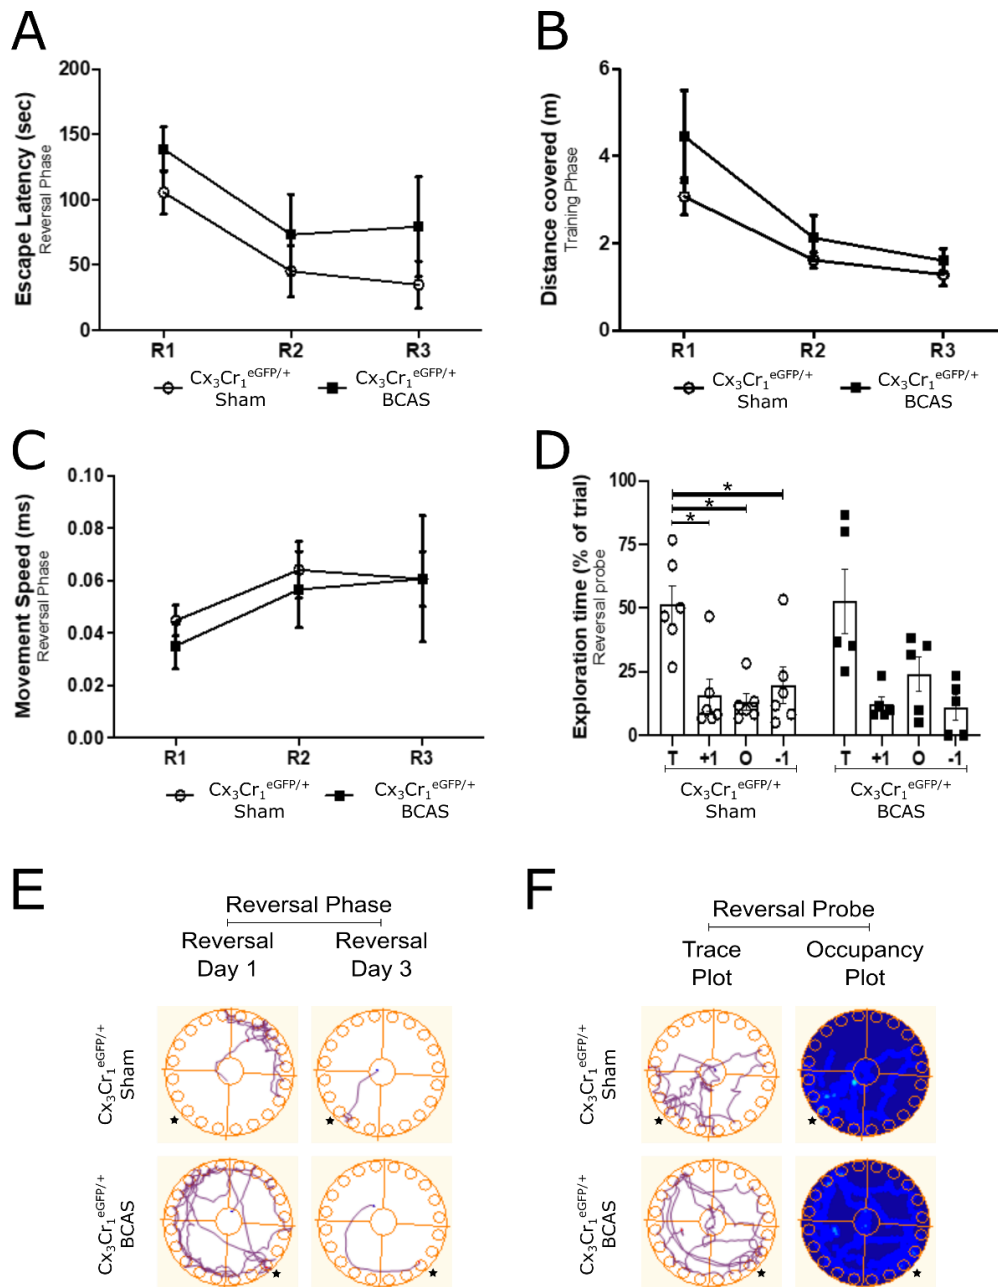 A
Escape Latency (sec)
Reversal Phase
200
150
100
50
0
R1 R2 R3
Cx3Cr1eGFP/+ Sham
Cx3Cr1eGFP/+ BCAS
B
Distance covered (m)
Training Phase
6
4
2
0
R1 R2 R3
Cx3Cr1eGFP/+ Sham
Cx3Cr1eGFP/+ BCAS
C
Movement Speed (ms)
Reversal Phase
0.10
0.08
0.06
0.04
0.02
0.00
R1 R2 R3
Cx3Cr1eGFP/+ Sham
Cx3Cr1eGFP/+ BCAS
D
Exploration time (% of trial)
Reversal probe
100
75
50
25
0
*
*
*
T +1 O -1
T +1 O -1
Cx3Cr1eGFP/+
Sham
Cx3Cr1eGFP/+
BCAS
E
Reversal Phase
Reversal
Day 1
Reversal
Day 3
Cx3Cr1eGFP/+
Sham
Cx3Cr1eGFP/+
BCAS
F
Reversal Probe
Trace
Plot
Occupancy
Plot
Cx3Cr1eGFP/+
Sham
Cx3Cr1eGFP/+
BCAS